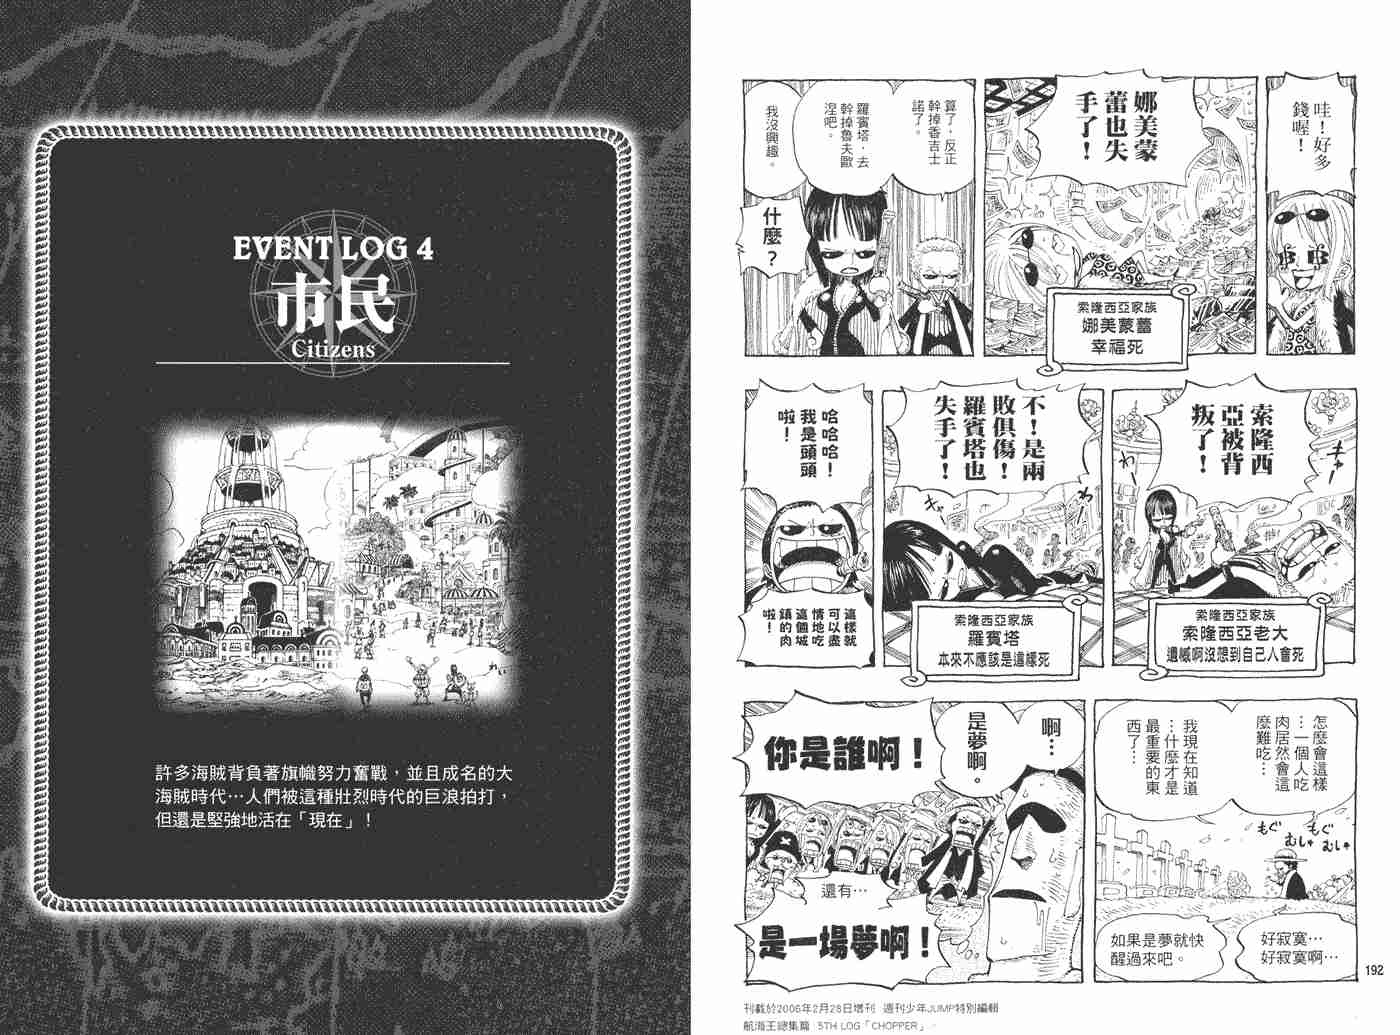 哇！好多
錢喔！
娜美蒙
蕾也失
手了！
索隆西亞家族
娜美蒙蕾
幸福死
算了，反正
幹掉香吉士
諾了。
羅賓塔，去
幹掉魯夫歐
涅吧。
我沒興趣。
什麼？
索隆西
亞被背
叛了！
索隆西亞家族
索隆西亞老大
遺憾啊沒想到自己人會死
不！是兩
敗俱傷！
羅賓塔也
失手了！
索隆西亞家族
羅賓塔
本來不應該是這樣死
哈哈哈！
我是頭頭
啦！
這樣就
可以盡
情地吃
這個城
鎮的肉
啦！
怎麼會這樣
…一個人吃
肉居然會這
麼難吃…
我現在知道
…什麼才是
最重要的東
西了…
もぐ
もぐ
むしゃ
むしゃ
好寂寞…
好寂寞啊…
如果是夢就快
醒過來吧。
啊…
是夢啊。
你是誰啊！
還有…
是一場夢啊！
192
刊載於2006年2月28日增刊 週刊少年JUMP特別編輯
航海王總集篇 5TH LOG「CHOPPER」.
EVENT LOG 4
市民
Citizens
許多海賊背負著旗幟努力奮戰，並且成名的大
海賊時代…人們被這種壯烈時代的巨浪拍打，
但還是堅強地活在「現在」！